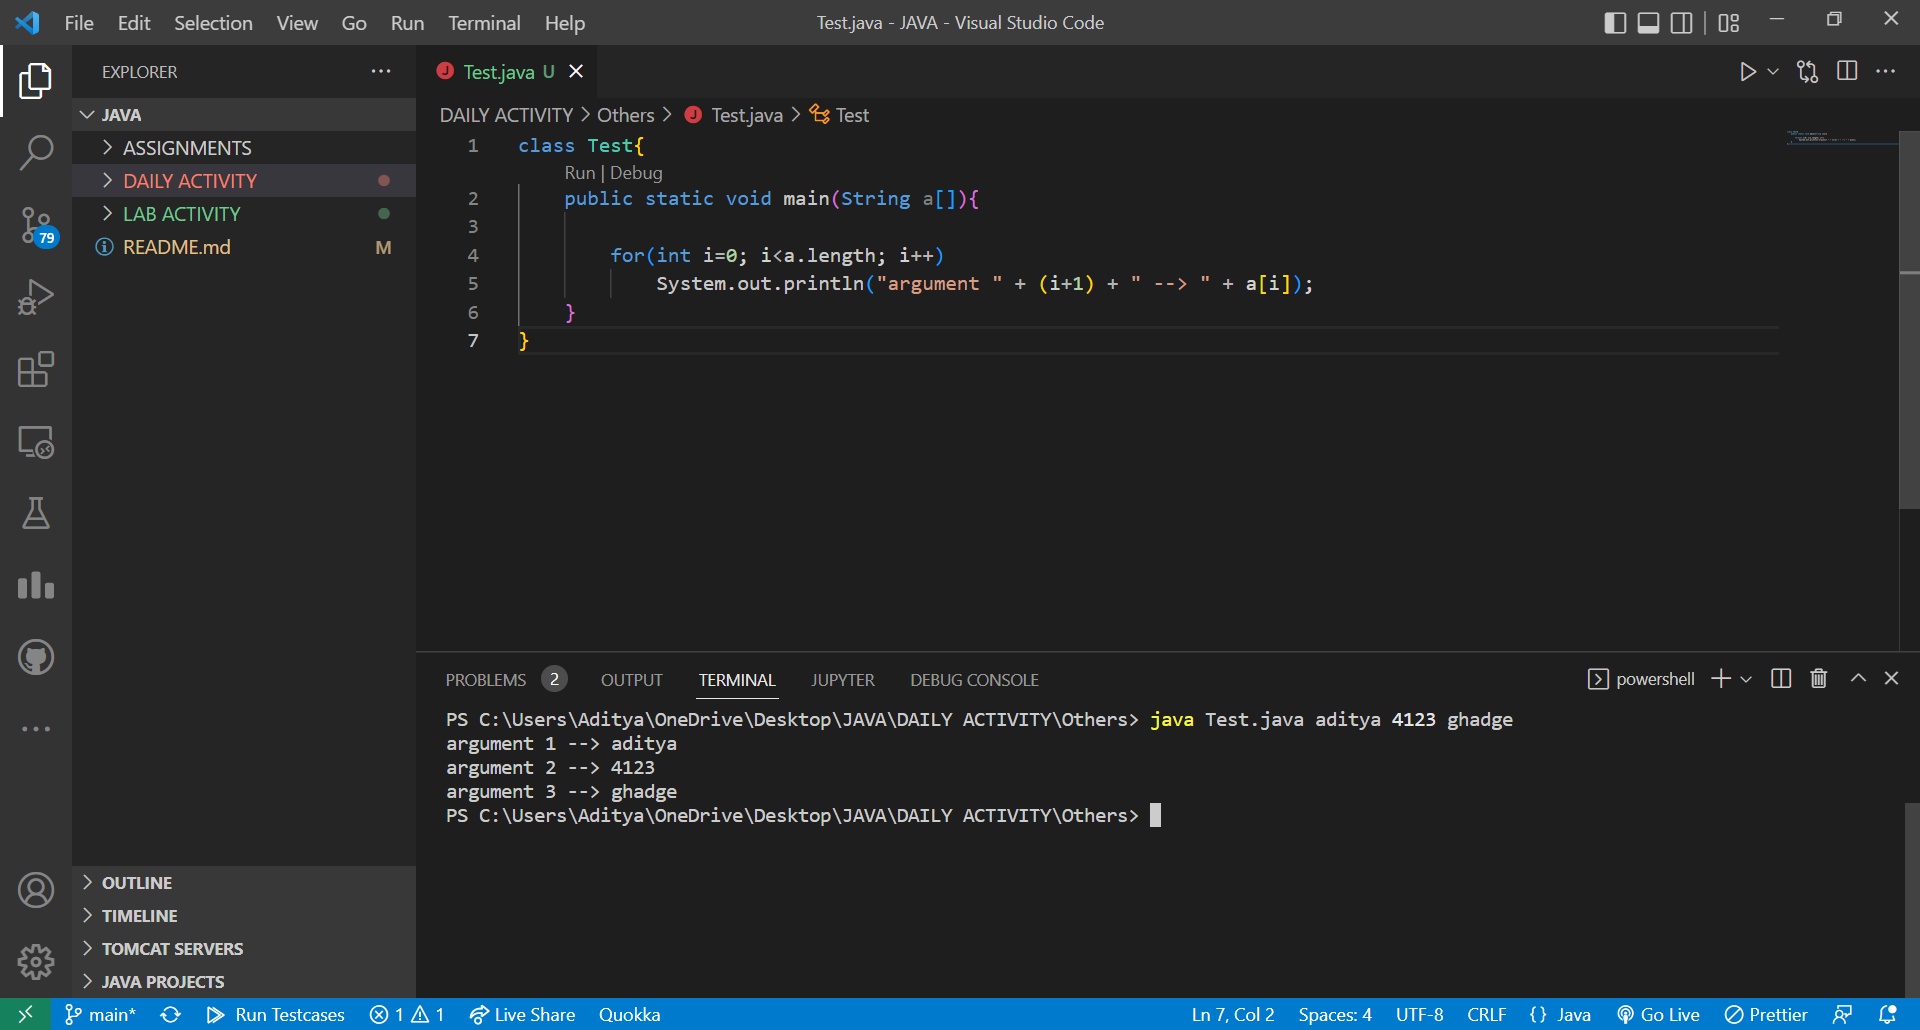 File Edit Selection View Go Run Terminal Help Test.java - JAVA - Visual Studio Code
EXPLORER
JAVA
ASSIGNMENTS
DAILY ACTIVITY
LAB ACTIVITY
README.md M
79
OUTLINE
TIMELINE
TOMCAT SERVERS
JAVA PROJECTS
J Test.java U
DAILY ACTIVITY > Others > J Test.java > Test
1 class Test{
Run | Debug
2 public static void main(String a[]){
3
4 for(int i=0; i<a.length; i++)
5 System.out.println("argument " + (i+1) + " --> " + a[i]);
6 }
7 }
PROBLEMS 2 OUTPUT TERMINAL JUPYTER DEBUG CONSOLE powershell
PS C:\Users\Aditya\OneDrive\Desktop\JAVA\DAILY ACTIVITY\Others> java Test.java aditya 4123 ghadge
argument 1 --> aditya
argument 2 --> 4123
argument 3 --> ghadge
PS C:\Users\Aditya\OneDrive\Desktop\JAVA\DAILY ACTIVITY\Others>
main* Run Testcases 1 1 Live Share Quokka Ln 7, Col 2 Spaces: 4 UTF-8 CRLF {} Java Go Live Prettier